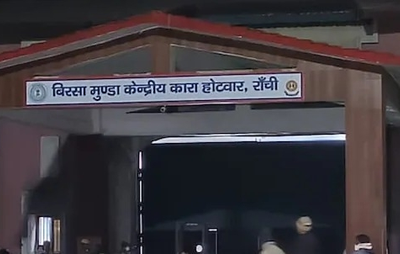 बिरसा मुण्डा केन्द्रीय कारा होटवार, राँची